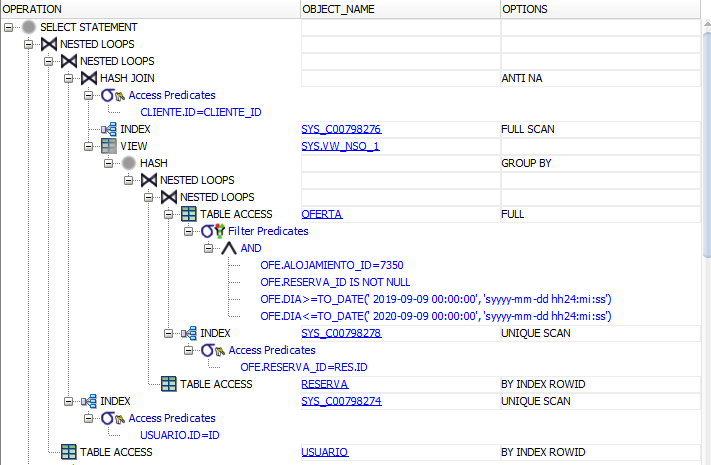 OPERATION OBJECT_NAME OPTIONS
SELECT STATEMENT
NESTED LOOPS
NESTED LOOPS
HASH JOIN ANTI NA
Access Predicates
CLIENTE.ID=CLIENTE_ID
INDEX SYS_C00798276 FULL SCAN
VIEW SYS.VW_NSO_1
HASH GROUP BY
NESTED LOOPS
NESTED LOOPS
TABLE ACCESS OFERTA FULL
Filter Predicates
AND
OFE.ALOJAMIENTO_ID=7350
OFE.RESERVA_ID IS NOT NULL
OFE.DIA>=TO_DATE(' 2019-09-09 00:00:00', 'syyyy-mm-dd hh24:mi:ss')
OFE.DIA<=TO_DATE(' 2020-09-09 00:00:00', 'syyyy-mm-dd hh24:mi:ss')
INDEX SYS_C00798278 UNIQUE SCAN
Access Predicates
OFE.RESERVA_ID=RES.ID
TABLE ACCESS RESERVA BY INDEX ROWID
INDEX SYS_C00798274 UNIQUE SCAN
Access Predicates
USUARIO.ID=ID
TABLE ACCESS USUARIO BY INDEX ROWID